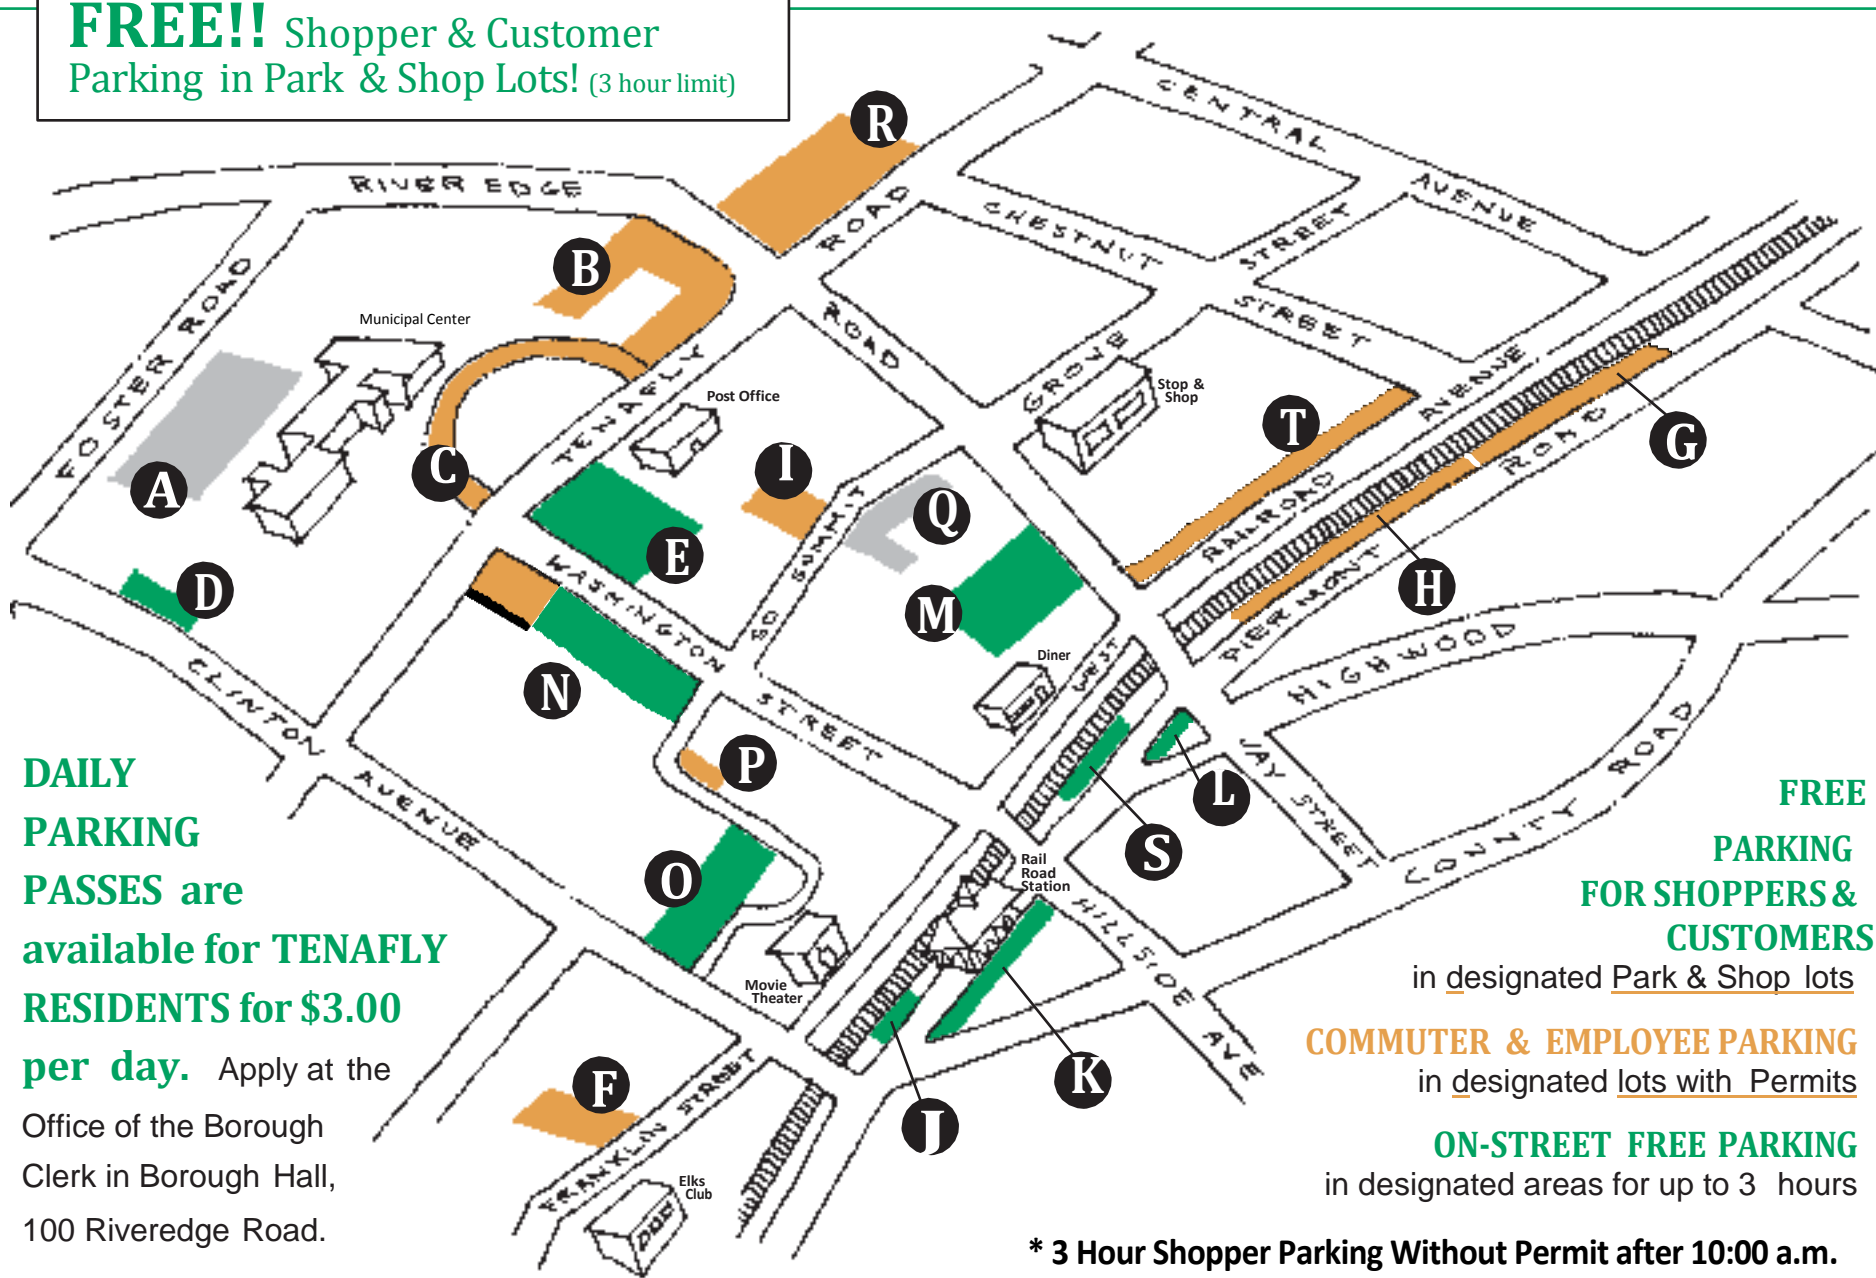 FREE!! Shopper & Customer
Parking in Park & Shop Lots! (3 hour limit)
R
CENTRAL
AVENUE
RIVER EDGE
ROAD
CHESTNUT
STREET
STREET
B
ROAD
FOSTER ROAD
Municipal Center
TENAFLY
Post Office
GROVE
Stop &
Shop
AVENUE
T
G
ROAD
A
C
I
SO SUMMIT
Q
RAILROAD
E
H
PIERMONT
D
WASHINGTON
STREET
M
HIGHWOOD
Diner
WEST
N
CLINTON
AVENUE
P
L
JAY STREET
COUNTY ROAD
S
O
Rail
Road
Station
HILLSIDE AVE
Movie
Theater
K
J
F
FRANKLIN STREET
Elks
Club
DAILY
PARKING
PASSES are
available for TENAFLY
RESIDENTS for $3.00
per day. Apply at the
Office of the Borough
Clerk in Borough Hall,
100 Riveredge Road.
FREE
PARKING
FOR SHOPPERS &
CUSTOMERS
in designated Park & Shop lots
COMMUTER & EMPLOYEE PARKING
in designated lots with Permits
ON-STREET FREE PARKING
in designated areas for up to 3 hours
* 3 Hour Shopper Parking Without Permit after 10:00 a.m.